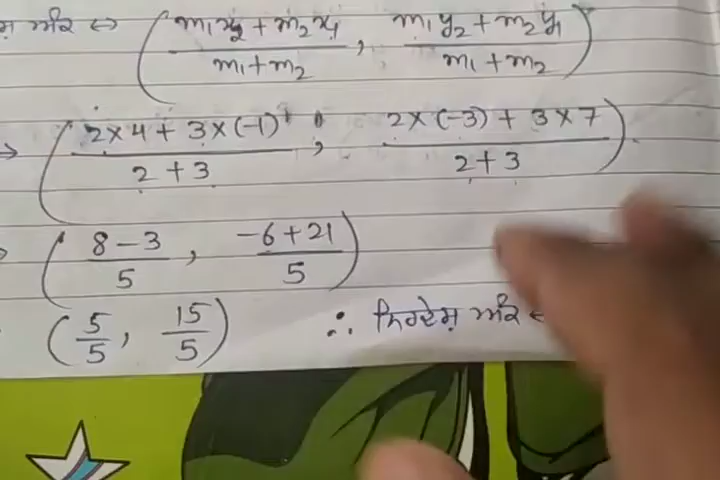 ਅੰਕ ↔ ( (m₁x₂ + m₂x₁)/(m₁+m₂) , (m₁y₂ + m₂y₁)/(m₁+m₂) )
→ ( (2×4 + 3×(-1))/(2+3) , (2×(-3) + 3×7)/(2+3) )
( (8-3)/5 , (-6+21)/5 )
( 5/5 , 15/5 ) ∴ ਨਿਰਦੇਸ਼ ਅੰਕ